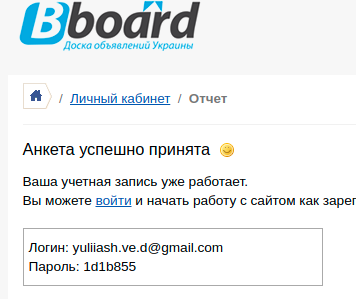 Bboard
Доска объявлений Украины
/ Личный кабинет / Отчет
Анкета успешно принята
Ваша учетная запись уже работает.
Вы можете войти и начать работу с сайтом как
Логин: yuliiash.ve.d@gmail.com
Пароль: 1d1b855